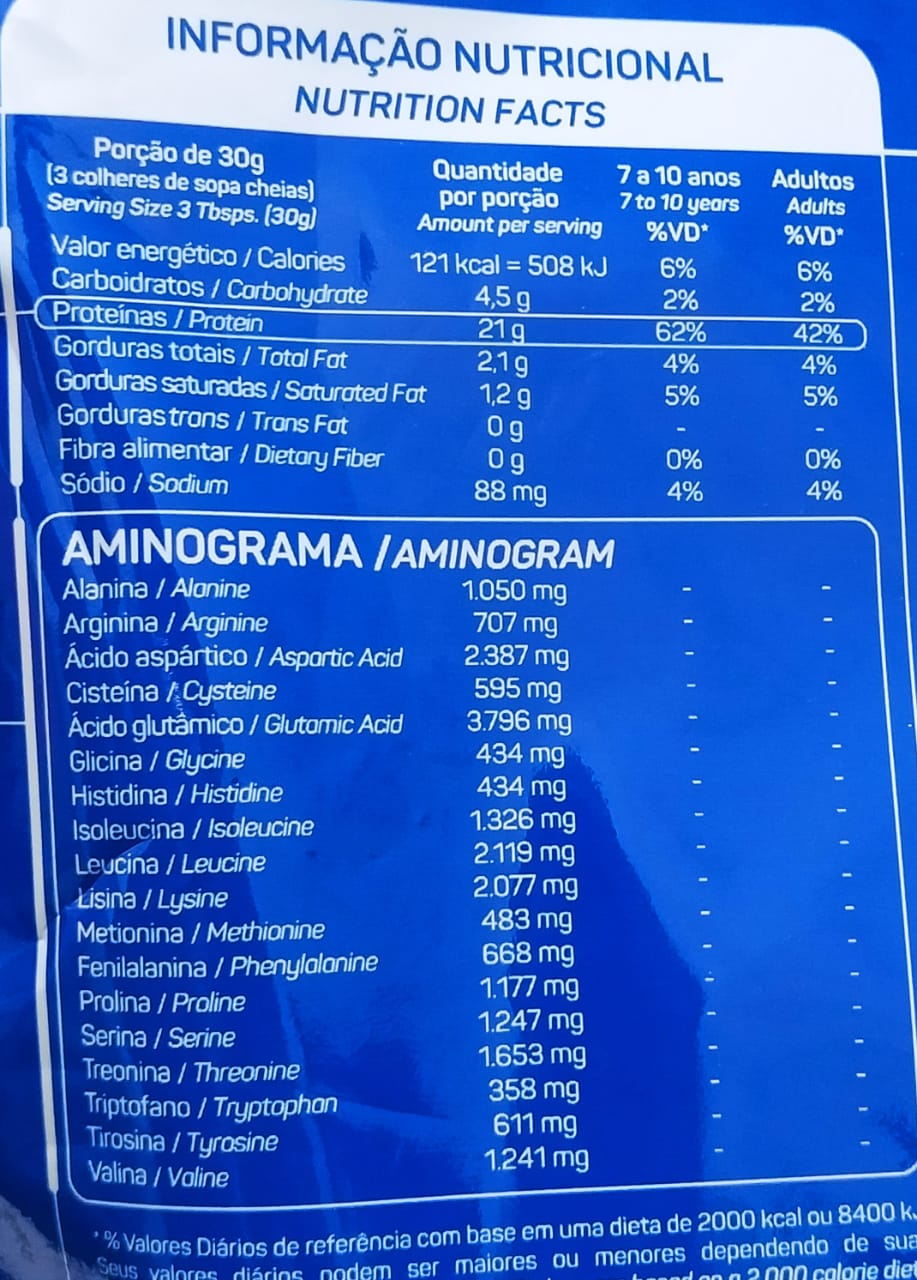 INFORMAÇÃO NUTRICIONAL
NUTRITION FACTS
Porção de 30g
(3 colheres de sopa cheias)
Serving Size 3 Tbsps. (30g)
Quantidade
por porção
Amount per serving
7 a 10 anos
7 to 10 years
%VD*
Adultos
Adults
%VD*
Valor energético / Calories 121 kcal = 508 kJ 6% 6%
Carboidratos / Carbohydrate 4,5 g 2% 2%
Proteínas / Protein 21 g 62% 42%
Gorduras totais / Total Fat 2,1 g 4% 4%
Gorduras saturadas / Saturated Fat 1,2 g 5% 5%
Gorduras trans / Trans Fat 0 g - -
Fibra alimentar / Dietary Fiber 0 g 0% 0%
Sódio / Sodium 88 mg 4% 4%
AMINOGRAMA / AMINOGRAM
Alanina / Alanine 1.050 mg - -
Arginina / Arginine 707 mg - -
Ácido aspártico / Aspartic Acid 2.387 mg - -
Cisteína / Cysteine 595 mg - -
Ácido glutâmico / Glutamic Acid 3.796 mg - -
Glicina / Glycine 434 mg - -
Histidina / Histidine 434 mg - -
Isoleucina / Isoleucine 1.326 mg - -
Leucina / Leucine 2.119 mg - -
Lisina / Lysine 2.077 mg - -
Metionina / Methionine 483 mg - -
Fenilalanina / Phenylalanine 668 mg - -
Prolina / Proline 1.177 mg - -
Serina / Serine 1.247 mg - -
Treonina / Threonine 1.653 mg - -
Triptofano / Tryptophan 358 mg - -
Tirosina / Tyrosine 611 mg - -
Valina / Valine 1.241 mg - -
*% Valores Diários de referência com base em uma dieta de 2000 kcal ou 8400
Seus valores diários podem ser maiores ou menores dependendo de
2,000 calorie